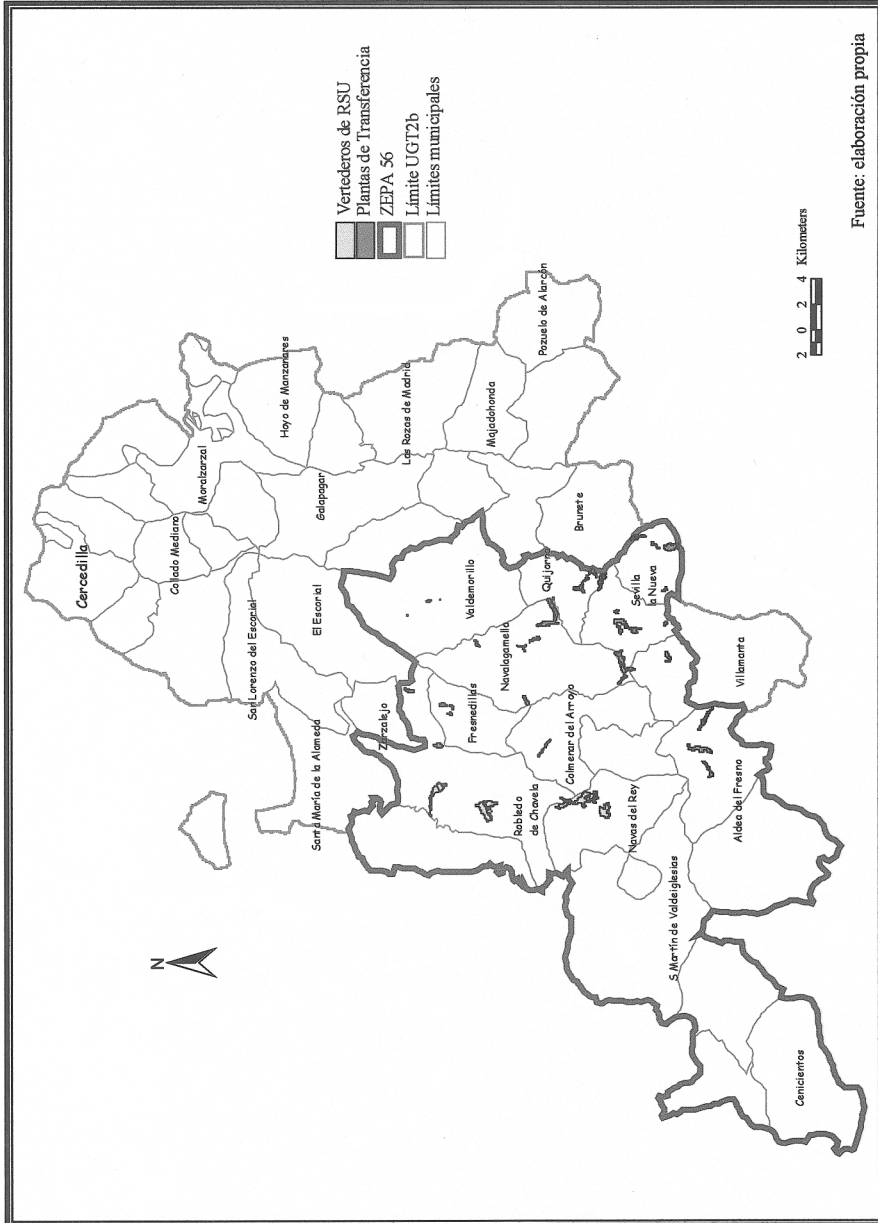 N
Cercedilla
Collado Mediano
Moralzarzal
San Lorenzo del Escorial
El Escorial
Hoyo de Manzanares
Galapagar
Santa María de la Alameda
Zarzalejo
Las Rozas de Madrid
Majadahonda
Pozuelo de Alarcón
Valdemorillo
Fresnedillas
Navalagamella
Quijorna
Brunete
Robledo
de Chavela
Colmenar del Arroyo
Sevilla
la Nueva
Navas del Rey
Villamanta
S.Martín de Valdeiglesias
Aldea del Fresno
Cenicientos
Vertederos de RSU
Plantas de Transferencia
ZEPA 56
Límite UGT2b
Límites municipales
2 0 2 4 Kilometers
Fuente: elaboración propia